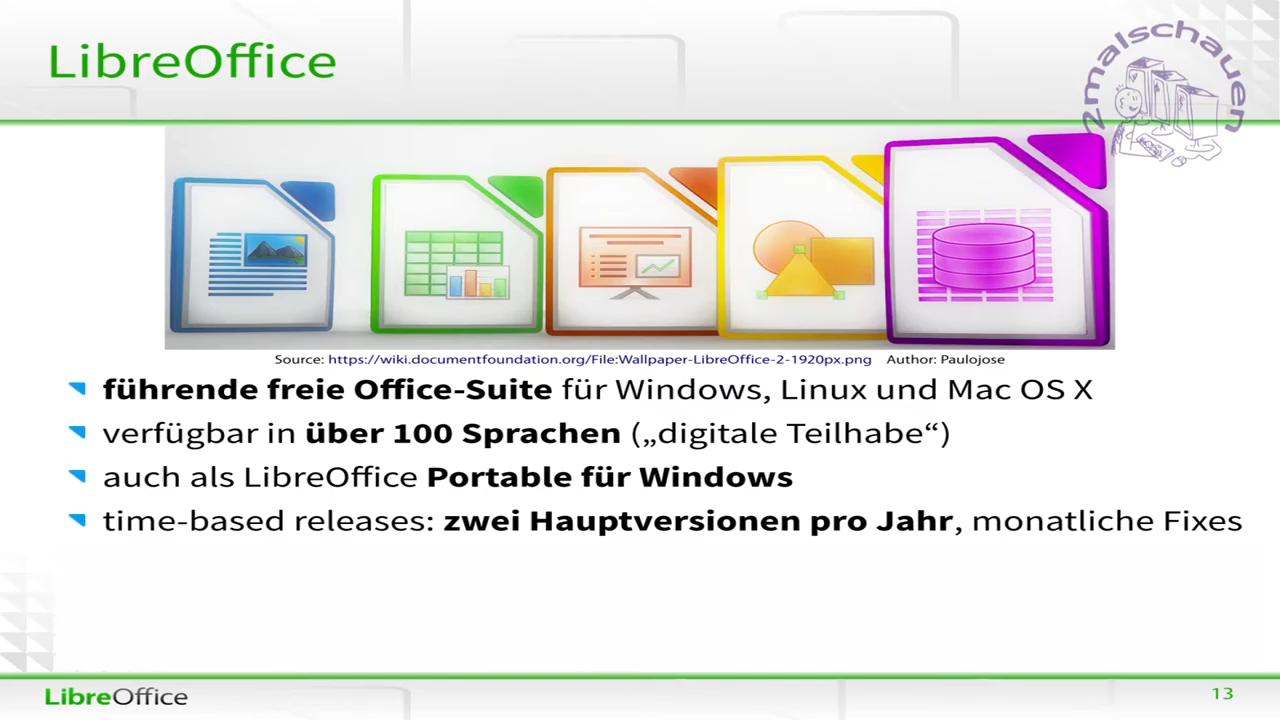 LibreOffice
2malschauen
Source: https://wiki.documentfoundation.org/File:Wallpaper-LibreOffice-2-1920px.png Author: Paulojose
führende freie Office-Suite für Windows, Linux und Mac OS X
verfügbar in über 100 Sprachen („digitale Teilhabe“)
auch als LibreOffice Portable für Windows
time-based releases: zwei Hauptversionen pro Jahr, monatliche Fixes
LibreOffice
13